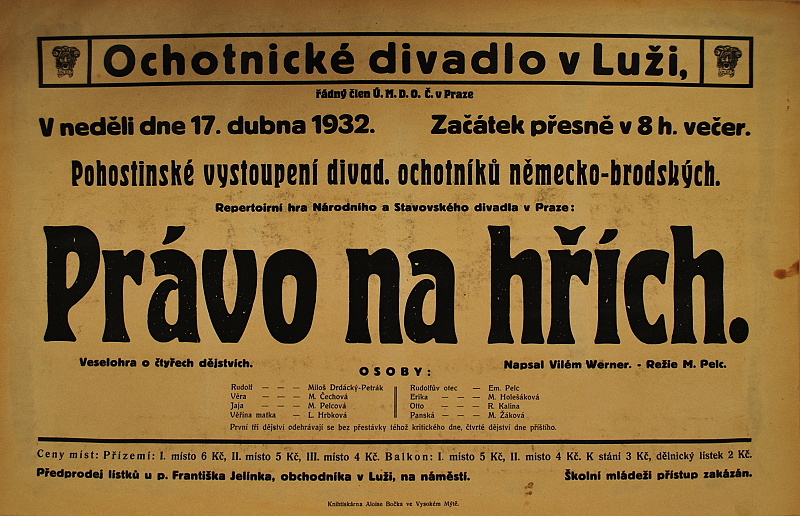 Ochotnické divadlo v Luži,
řádný člen Ú. M. D. O. Č. v Praze
V neděli dne 17. dubna 1932. Začátek přesně v 8 h. večer.
Pohostinské vystoupení divad. ochotníků německo-brodských.
Repertoirní hra Národního a Stavovského divadla v Praze:
Právo na hřích.
Veselohra o čtyřech dějstvích. Napsal Vilém Werner. - Režie M. Pelc.
OSOBY:
Rudolf — — — Miloš Drdácký-Petrák
Věra — — — M. Čechová
Jaja — — — M. Pelcová
Věřina matka — L. Hrbková
Rudolfův otec — Em. Pelc
Erika — — — M. Holešáková
Otto — — — R. Kalina
Panská — — — M. Žáková
První tři dějství odehrávají se bez přestávky téhož kritického dne, čtvrté dějství dne příštího.
Ceny míst: Přízemí: I. místo 6 Kč, II. místo 5 Kč, III. místo 4 Kč. Balkon: I. místo 5 Kč, II. místo 4 Kč. K stání 3 Kč, dělnický lístek 2 Kč.
Předprodej lístků u p. Františka Jelínka, obchodníka v Luži, na náměstí. Školní mládeži přístup zakázán.
Knihtiskárna Aloise Bočka ve Vysokém Mýtě.